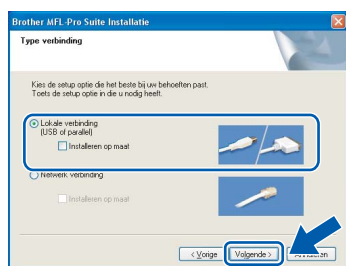 Brother MFL-Pro Suite Installatie
Type verbinding
Kies de setup optie die het beste bij uw behoeften past.
Toets de setup optie in die u nodig heeft.
Lokale verbinding
(USB of parallel)
Installeren op maat
Netwerk verbinding
Installeren op maat
< Vorige
Volgende >
Annuleren